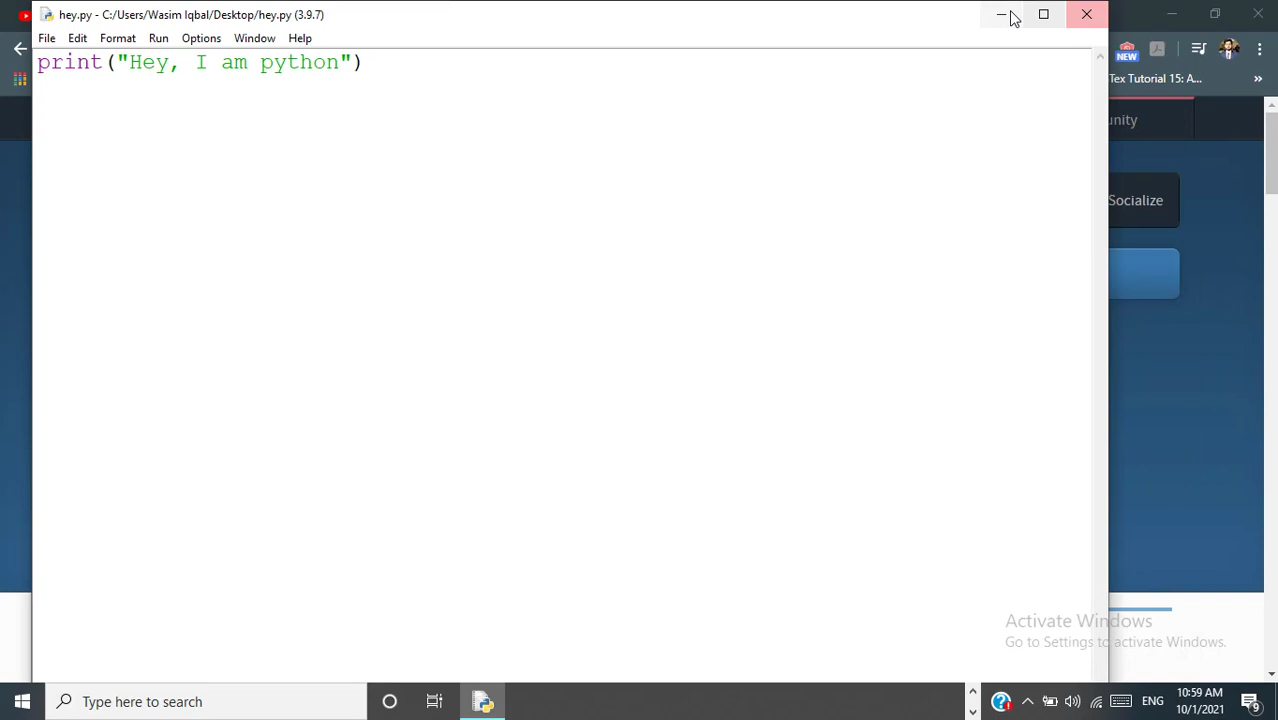 hey.py - C:/Users/Wasim Iqbal/Desktop/hey.py (3.9.7)
File Edit Format Run Options Window Help
print("Hey, I am python")
NEW
Tex Tutorial 15: A...
»
unity
Socialize
Activate Windows
Go to Settings to activate Windows.
Type here to search
ENG
10:59 AM
10/1/2021
9